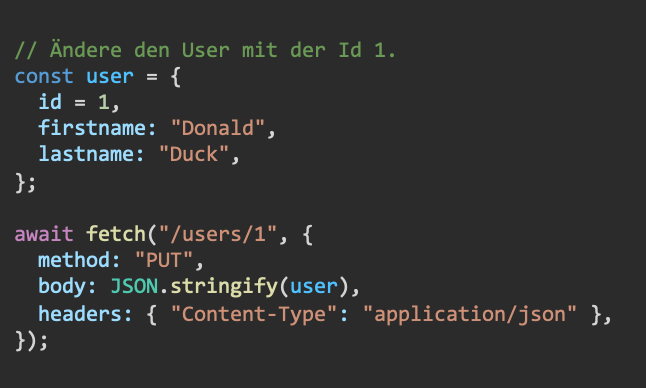 // Ändere den User mit der Id 1.
const user = {
  id = 1,
  firstname: "Donald",
  lastname: "Duck",
};

await fetch("/users/1", {
  method: "PUT",
  body: JSON.stringify(user),
  headers: { "Content-Type": "application/json" },
});